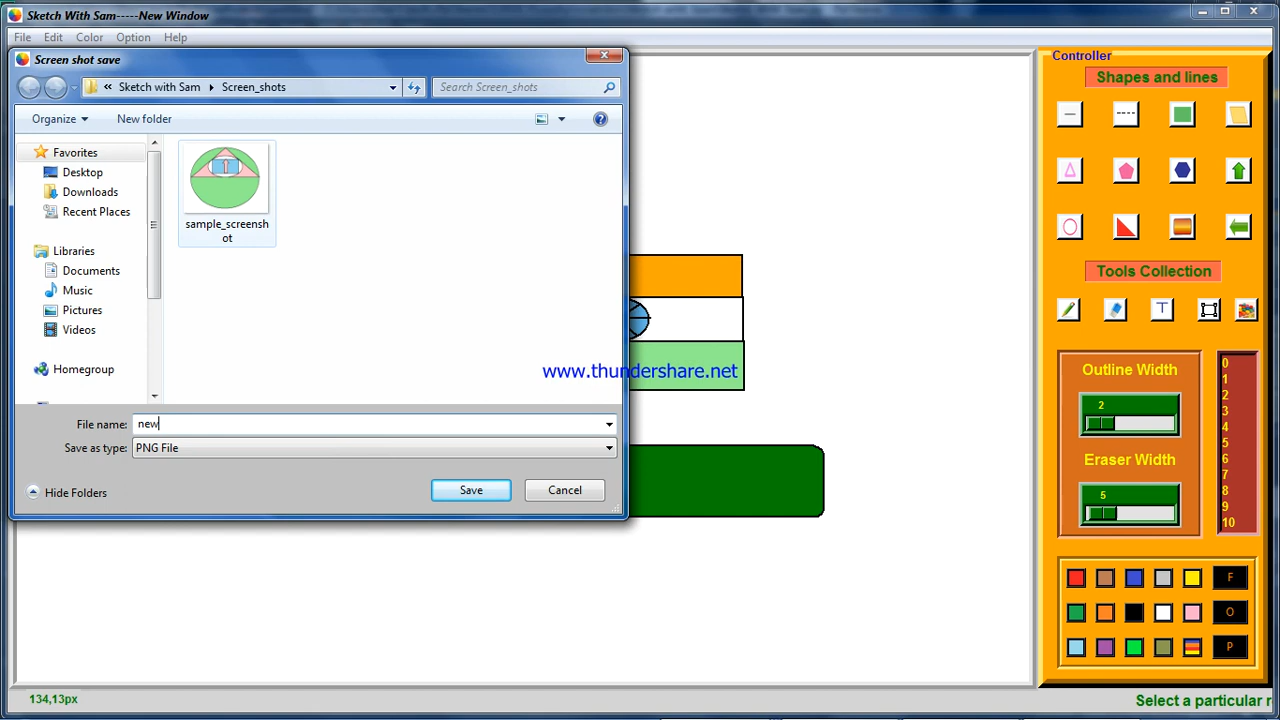 Sketch With Sam-----New Window
File Edit Color Option Help
Screen shot save
« Sketch with Sam Screen_shots
Search Screen_shots
Organize New folder
Favorites
Desktop
Downloads
Recent Places
Libraries
Documents
Music
Pictures
Videos
Homegroup
sample_screensh
ot
File name: new
Save as type: PNG File
Hide Folders
Save
Cancel
www.thundershare.net
Controller
Shapes and lines
Tools Collection
T
Outline Width
2
Eraser Width
5
0
1
2
3
4
5
6
7
8
9
10
F
O
P
134,13px
Select a particular r